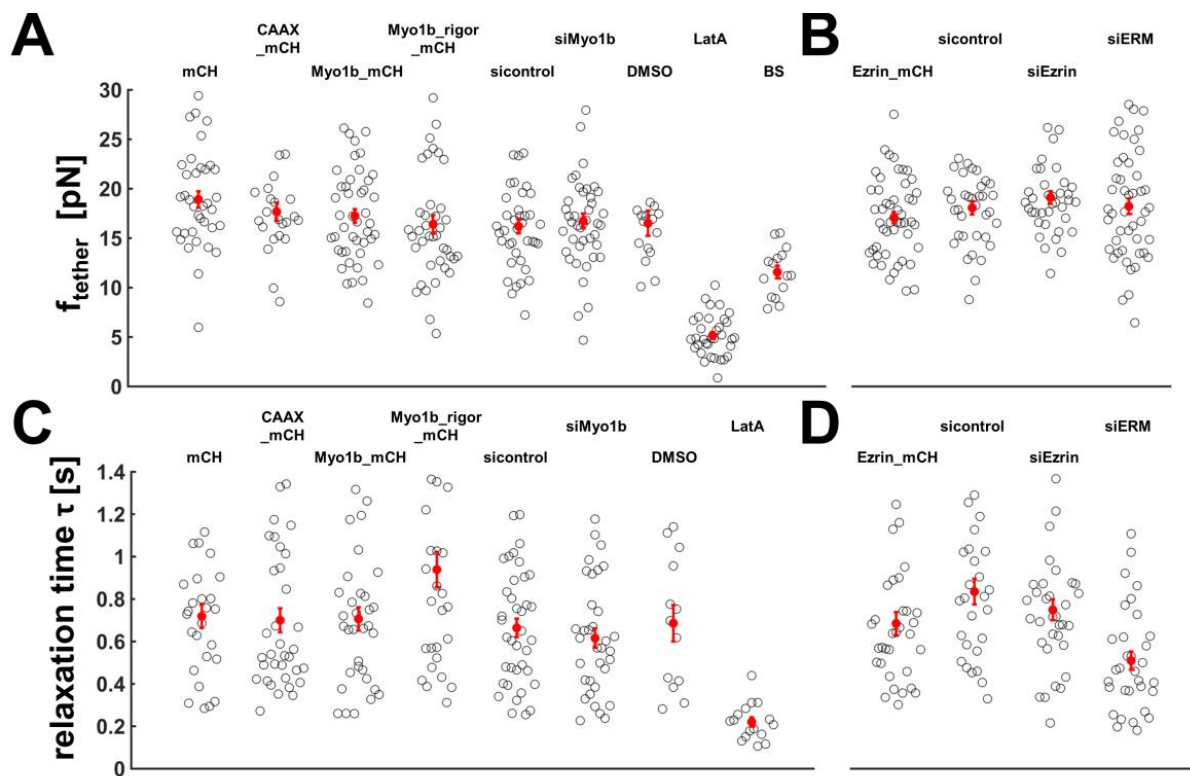 A
CAAX
_mCH
Myo1b_rigor
_mCH
siMyo1b
LatA
mCH
Myo1b_mCH
sicontrol
DMSO
BS
f_tether [pN]
30
25
20
15
10
5
0
B
sicontrol
siERM
Ezrin_mCH
siEzrin
C
CAAX
_mCH
Myo1b_rigor
_mCH
siMyo1b
LatA
mCH
Myo1b_mCH
sicontrol
DMSO
relaxation time τ [s]
1.4
1.2
1
0.8
0.6
0.4
0.2
0
D
sicontrol
siERM
Ezrin_mCH
siEzrin